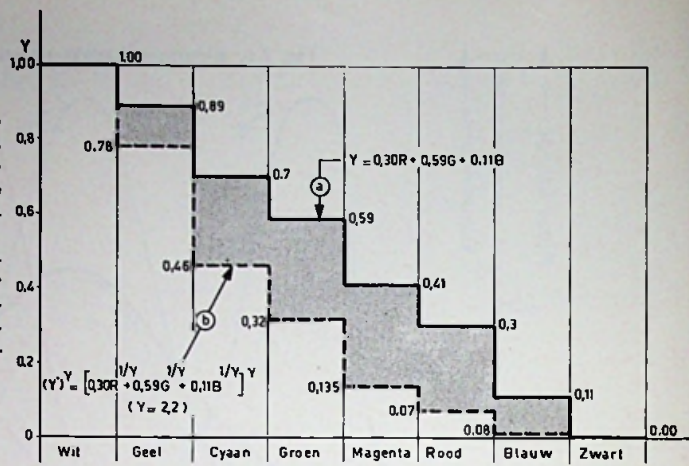 Y
1,00
1.00
0,89
0,8
0.78
Y = 0,30R + 0,59G + 0.11B
0.7
a
0,6
0,59
0,46
0,4
0,41
b
0,32
0,3
0,2
1/γ 1/γ 1/γ
(Y')^γ = [0,30R + 0,59G + 0,11B]^γ
(γ = 2,2)
0,135
0.07
0,11
0.08
0
0.00
Wit Geel Cyaan Groen Magenta Rood Blauw Zwart